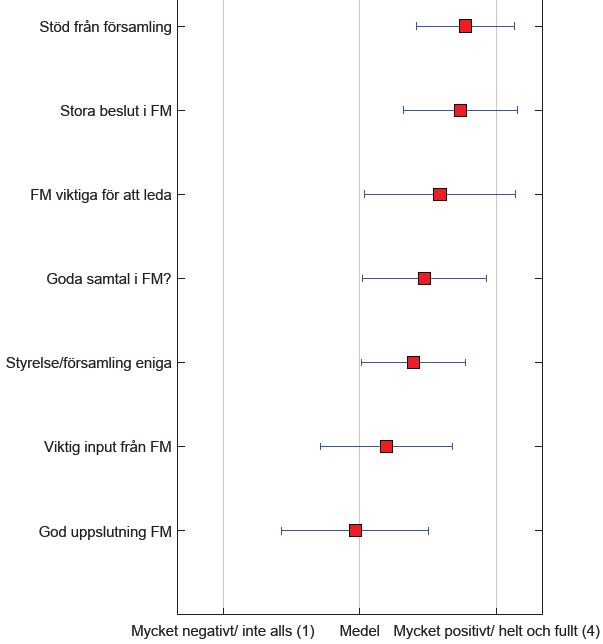 Stöd från församling
Stora beslut i FM
FM viktiga för att leda
Goda samtal i FM?
Styrelse/församling eniga
Viktig input från FM
God uppslutning FM
Mycket negativt/ inte alls (1) Medel Mycket positivt/ helt och fullt (4)